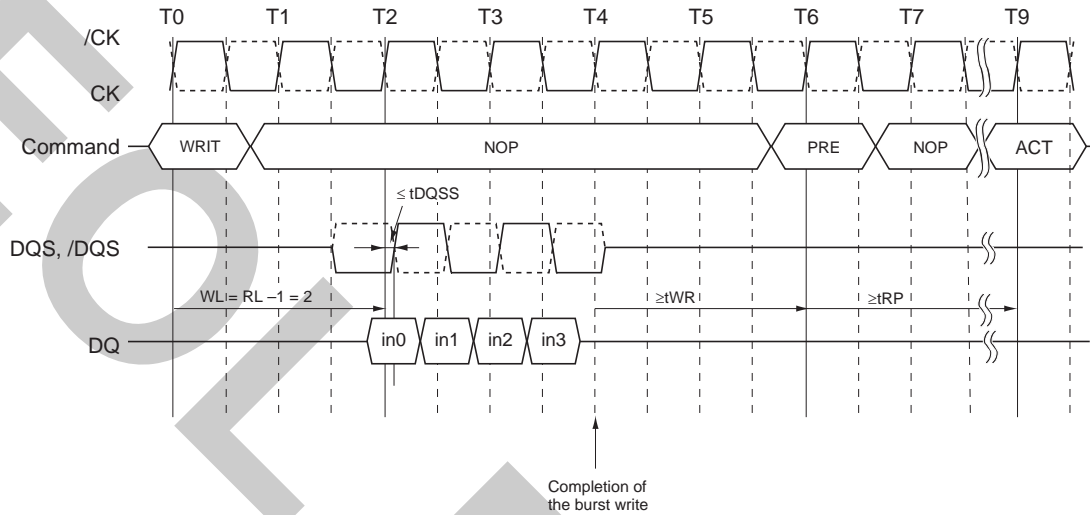 T0 T1 T2 T3 T4 T5 T6 T7 T9
/CK
CK
Command WRIT NOP PRE NOP ACT
≤ tDQSS
DQS, /DQS
WL = RL –1 = 2 ≥tWR ≥tRP
DQ in0 in1 in2 in3
Completion of
the burst write